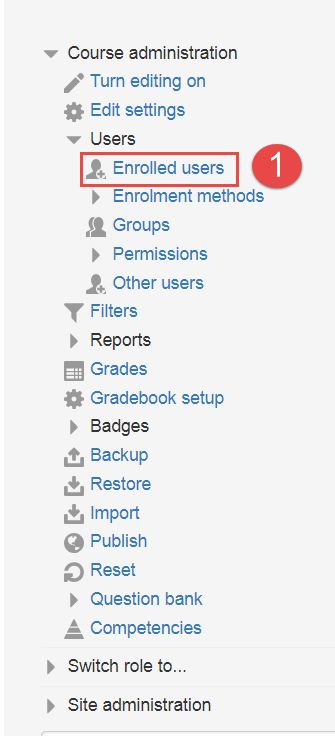 Course administration
Turn editing on
Edit settings
Users
Enrolled users
1
Enrolment methods
Groups
Permissions
Other users
Filters
Reports
Grades
Gradebook setup
Badges
Backup
Restore
Import
Publish
Reset
Question bank
Competencies
Switch role to...
Site administration